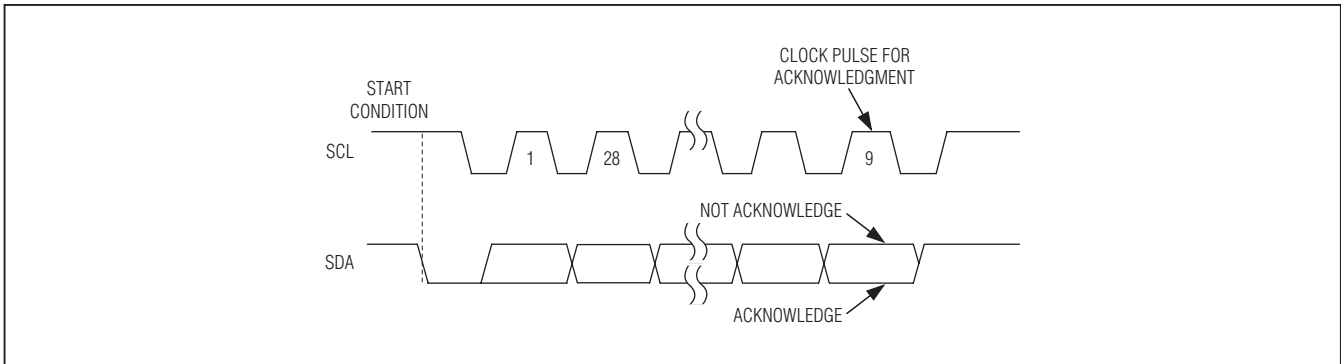 CLOCK PULSE FOR
ACKNOWLEDGMENT
START
CONDITION
SCL
1
28
9
NOT ACKNOWLEDGE
SDA
ACKNOWLEDGE